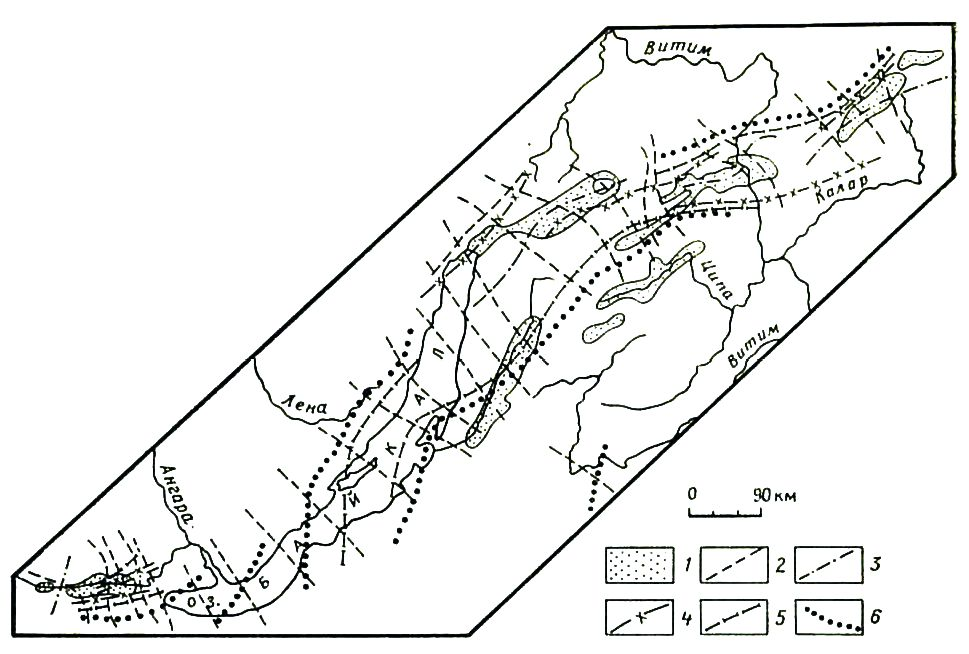 Витим
Калар
Ципа
Витим
Лена
Ангара
ОЗ. БАЙКАЛ
0 90 км
1 2 3
4 5 6